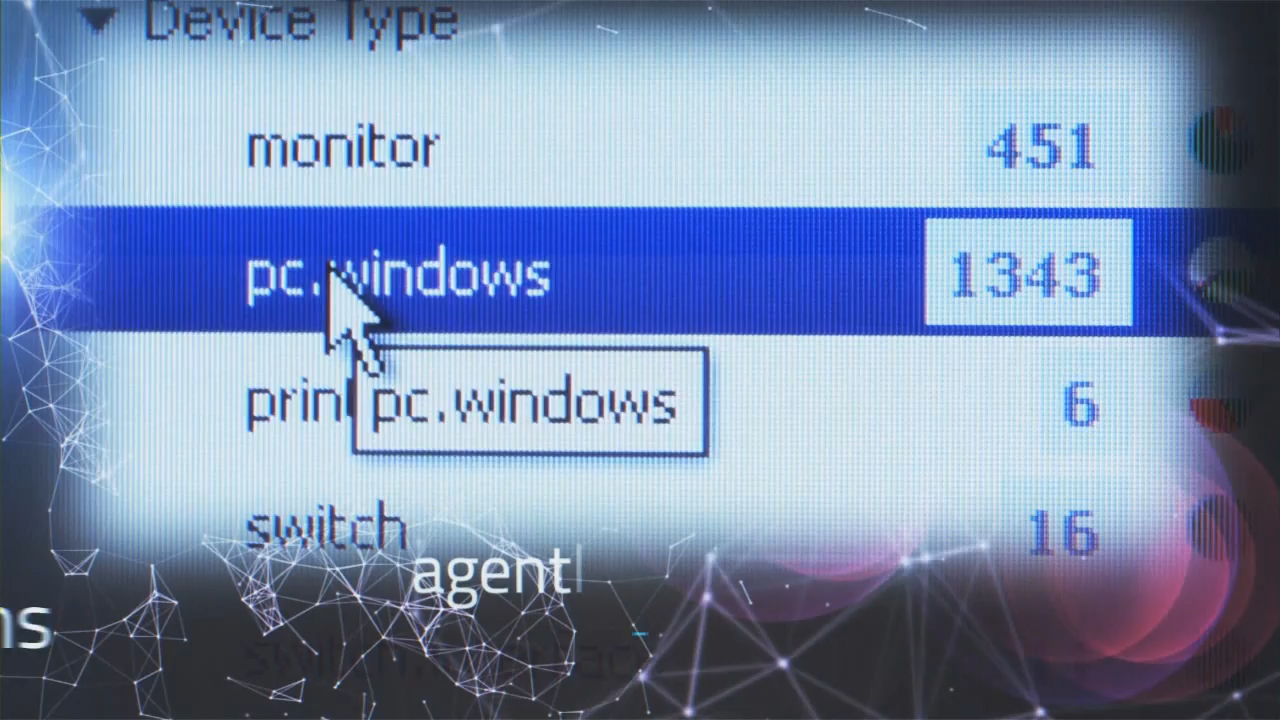 Device Type
monitor 451
pc.windows 1343
prin 6
pc.windows
switch 16
agent
ns